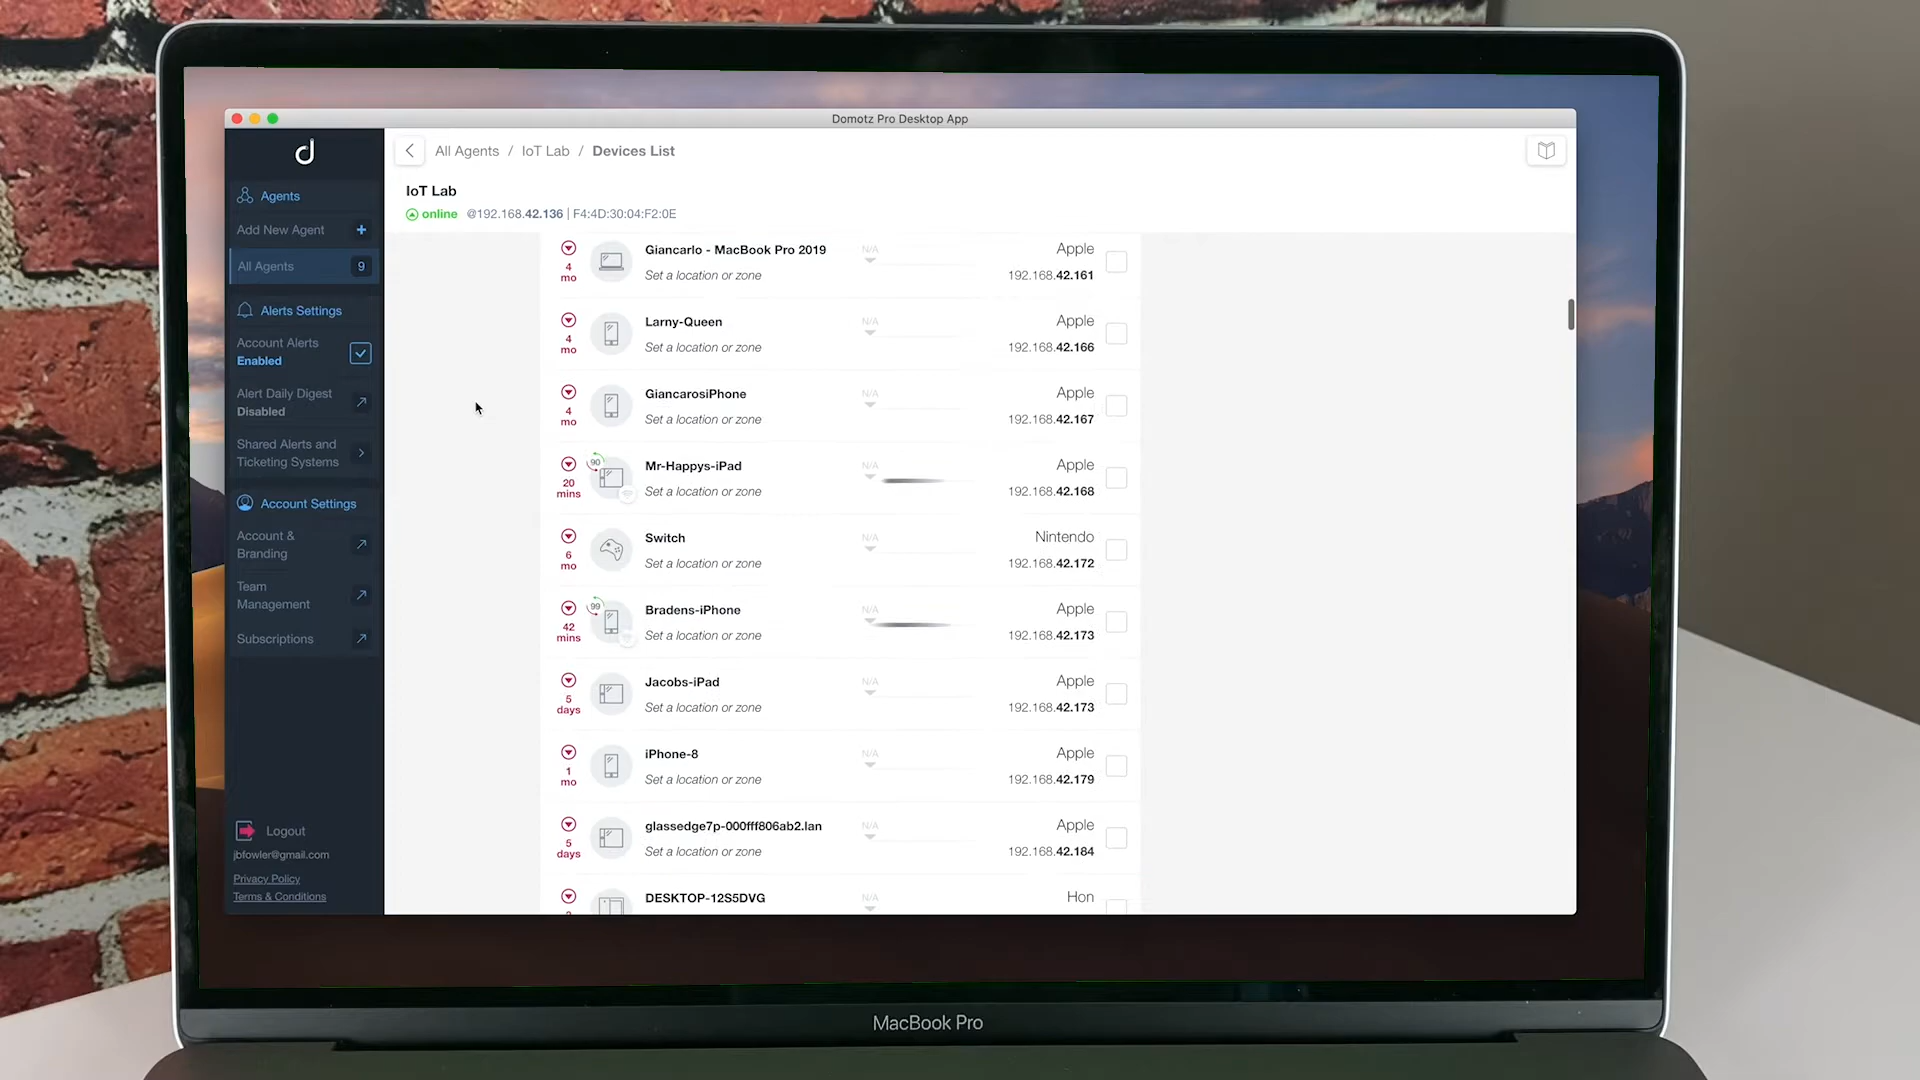 Domotz Pro Desktop App
All Agents / IoT Lab / Devices List
IoT Lab
online @192.168.42.136 | F4:4D:30:04:F2:0E
Agents
Add New Agent +
All Agents 9
Alerts Settings
Account Alerts
Enabled
Alert Daily Digest
Disabled
Shared Alerts and
Ticketing Systems
Account Settings
Account &
Branding
Team
Management
Subscriptions
Logout
jbfowler@gmail.com
Privacy Policy
Terms & Conditions
Giancarlo - MacBook Pro 2019 N/A Apple
4
mo
Set a location or zone 192.168.42.161
Larny-Queen N/A Apple
4
mo
Set a location or zone 192.168.42.166
GiancarosiPhone N/A Apple
4
mo
Set a location or zone 192.168.42.167
90 Mr-Happys-iPad N/A Apple
20
mins
Set a location or zone 192.168.42.168
Switch N/A Nintendo
6
mo
Set a location or zone 192.168.42.172
99 Bradens-iPhone N/A Apple
42
mins
Set a location or zone 192.168.42.173
Jacobs-iPad N/A Apple
5
days
Set a location or zone 192.168.42.173
iPhone-8 N/A Apple
1
mo
Set a location or zone 192.168.42.179
glassedge7p-000fff806ab2.lan N/A Apple
5
days
Set a location or zone 192.168.42.184
DESKTOP-12S5DVG N/A Hon
MacBook Pro